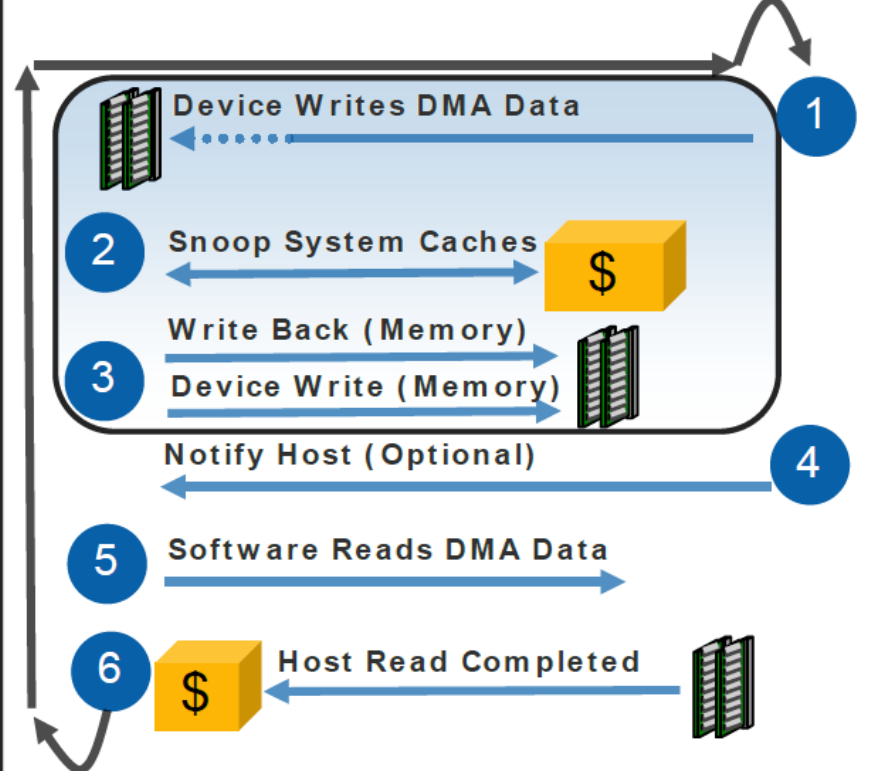 Device Writes DMA Data
1
2
Snoop System Caches
$
Write Back (Memory)
3
Device Write (Memory)
Notify Host (Optional)
4
5
Software Reads DMA Data
6
$
Host Read Completed